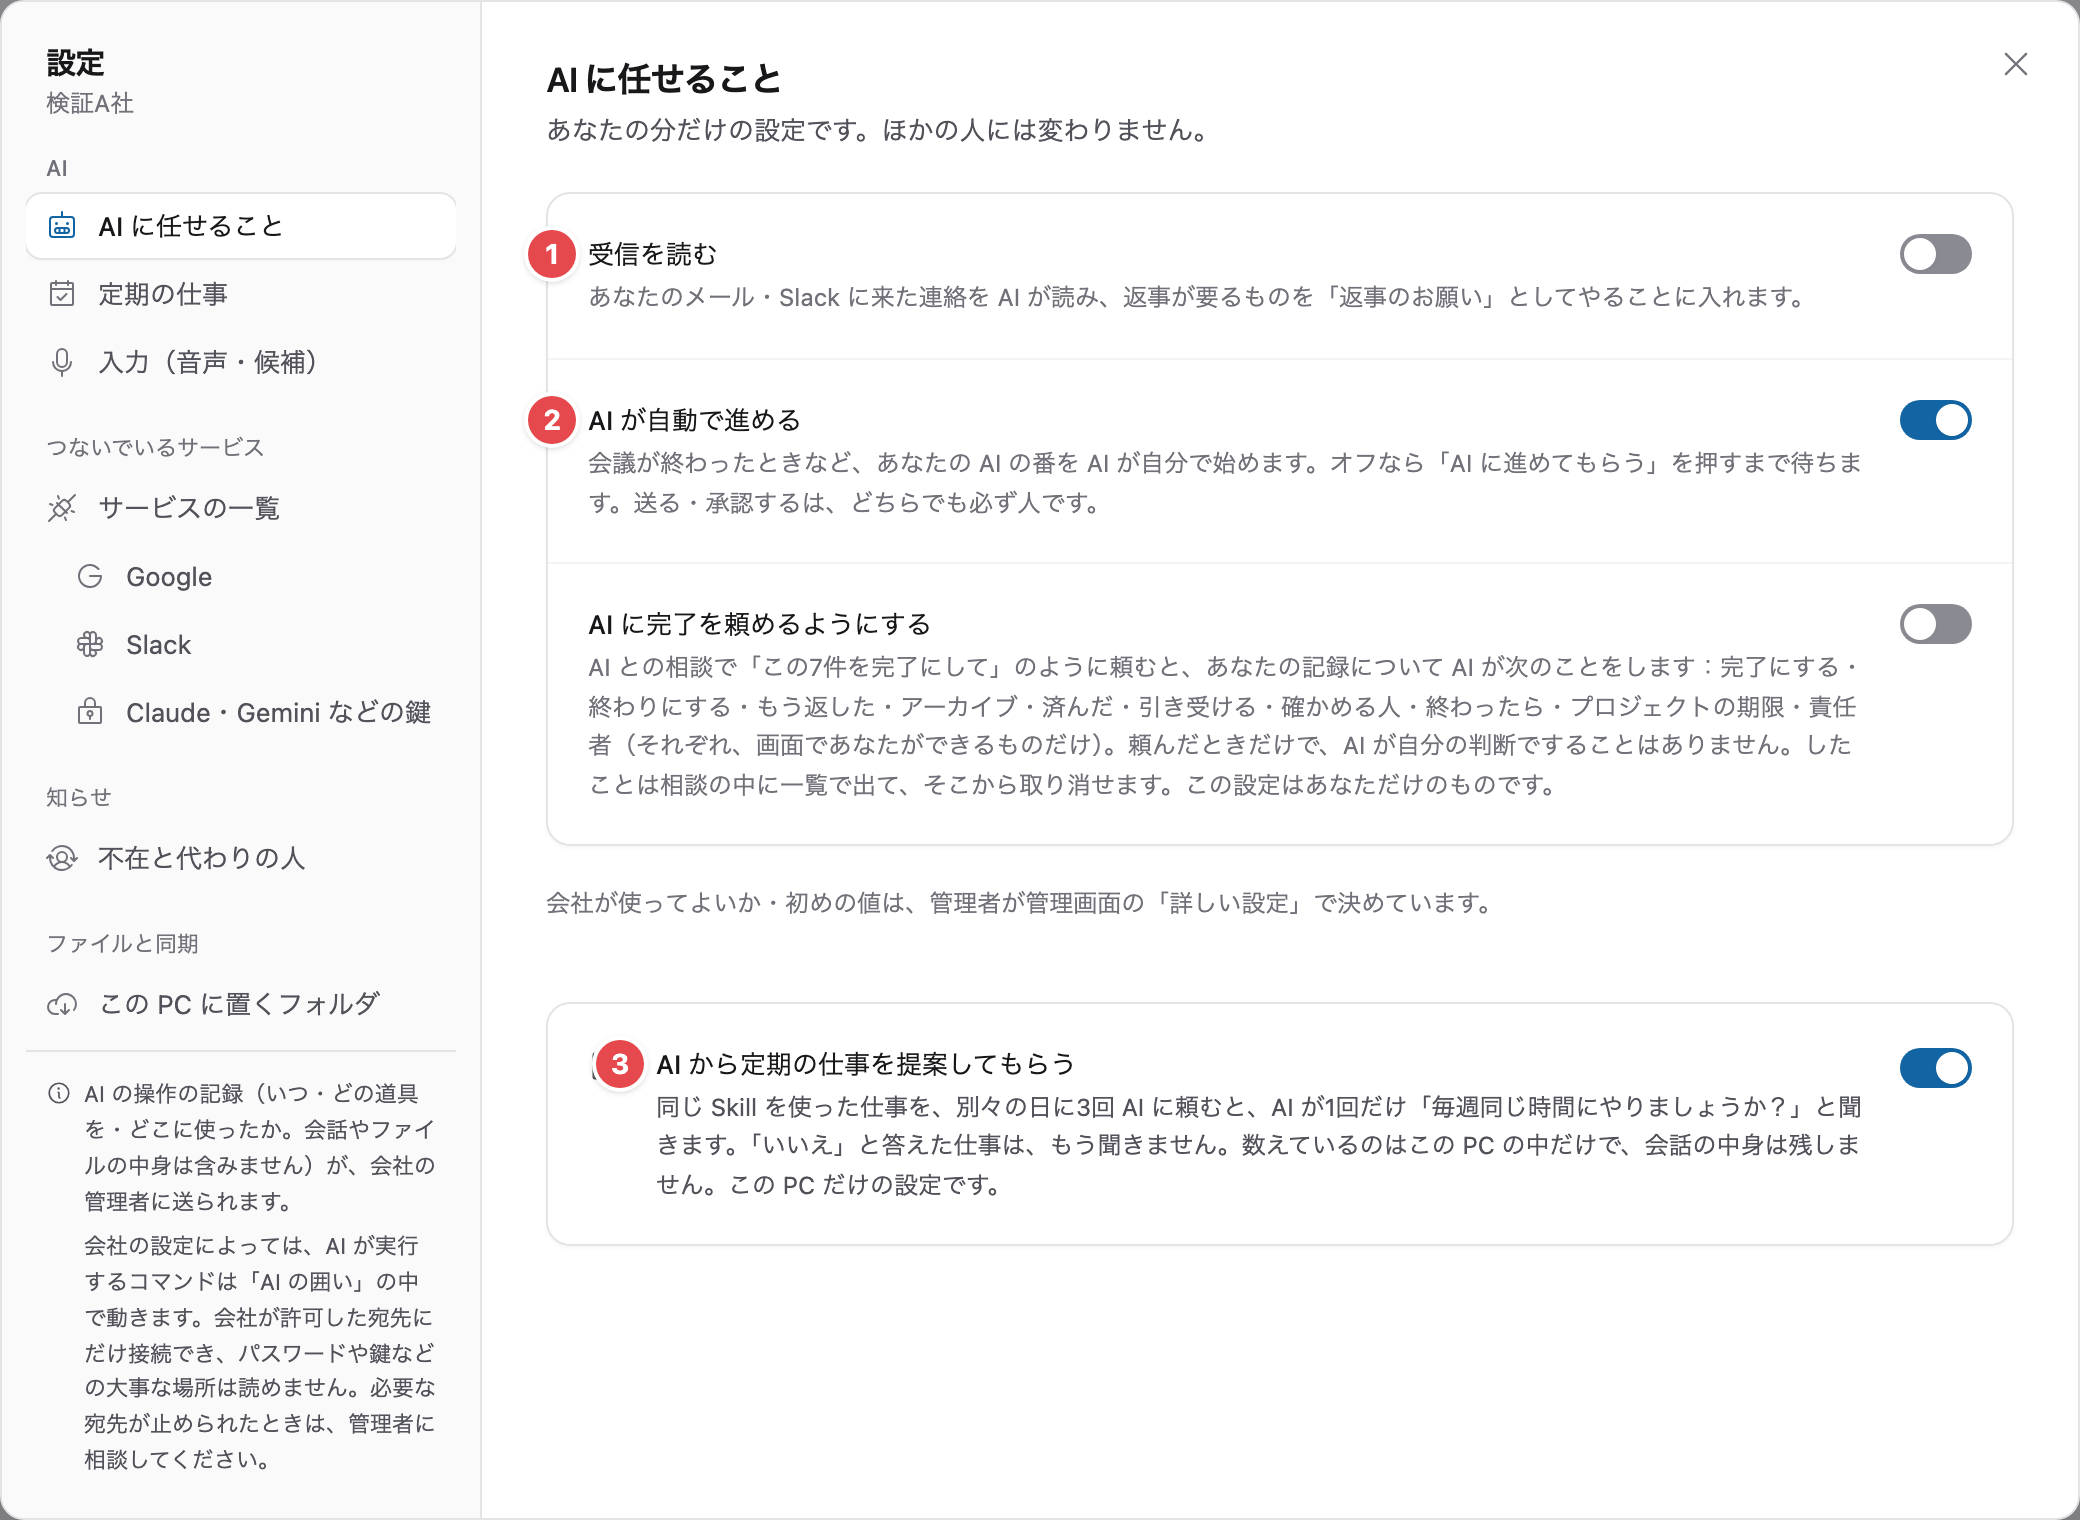 設定
検証A社
AI
AI に任せること
定期の仕事
入力（音声・候補）
つないでいるサービス
サービスの一覧
Google
Slack
Claude・Gemini などの鍵
知らせ
不在と代わりの人
ファイルと同期
この PC に置くフォルダ
AI の操作の記録（いつ・どの道具
を・どこに使ったか。会話やファイ
ルの中身は含みません）が、会社の
管理者に送られます。
会社の設定によっては、AI が実行
するコマンドは「AI の囲い」の中
で動きます。会社が許可した宛先に
だけ接続でき、パスワードや鍵など
の大事な場所は読めません。必要な
宛先が止められたときは、管理者に
相談してください。
AI に任せること
あなたの分だけの設定です。ほかの人には変わりません。
1 受信を読む
あなたのメール・Slack に来た連絡を AI が読み、返事が要るものを「返事のお願い」としてやることに入れます。
2 AI が自動で進める
会議が終わったときなど、あなたの AI の番を AI が自分で始めます。オフなら「AI に進めてもらう」を押すまで待ちま
す。送る・承認するは、どちらでも必ず人です。
AI に完了を頼めるようにする
AI との相談で「この7件を完了にして」のように頼むと、あなたの記録について AI が次のことをします：完了にする・
終わりにする・もう返した・アーカイブ・済んだ・引き受ける・確かめる人・終わったら・プロジェクトの期限・責任
者（それぞれ、画面であなたができるものだけ）。頼んだときだけで、AI が自分の判断ですることはありません。した
ことは相談の中に一覧で出て、そこから取り消せます。この設定はあなただけのものです。
会社が使ってよいか・初めの値は、管理者が管理画面の「詳しい設定」で決めています。
3 AI から定期の仕事を提案してもらう
同じ Skill を使った仕事を、別々の日に3回 AI に頼むと、AI が1回だけ「毎週同じ時間にやりましょうか？」と聞
きます。「いいえ」と答えた仕事は、もう聞きません。数えているのはこの PC の中だけで、会話の中身は残しま
せん。この PC だけの設定です。